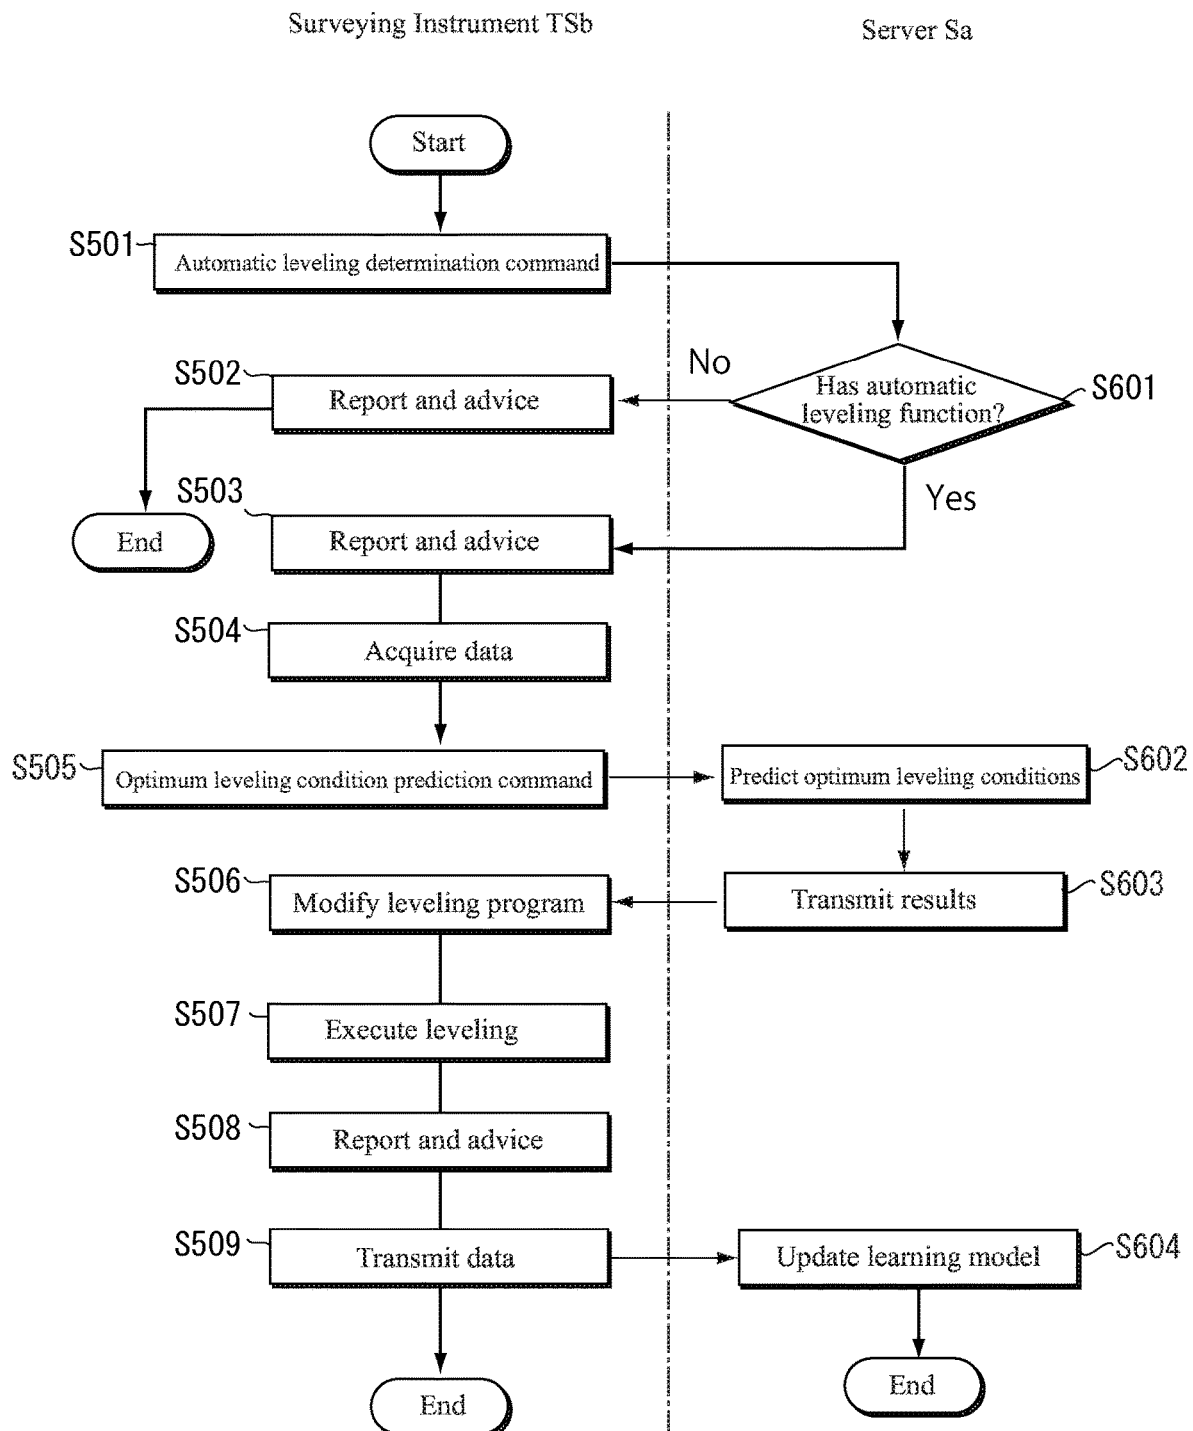 Surveying Instrument TSb
Server Sa
Start
S501
Automatic leveling determination command
S502
Report and advice
No
Has automatic
leveling function?
S601
Yes
End
S503
Report and advice
S504
Acquire data
S505
Optimum leveling condition prediction command
Predict optimum leveling conditions
S602
S506
Modify leveling program
Transmit results
S603
S507
Execute leveling
S508
Report and advice
S509
Transmit data
Update learning model
S604
End
End